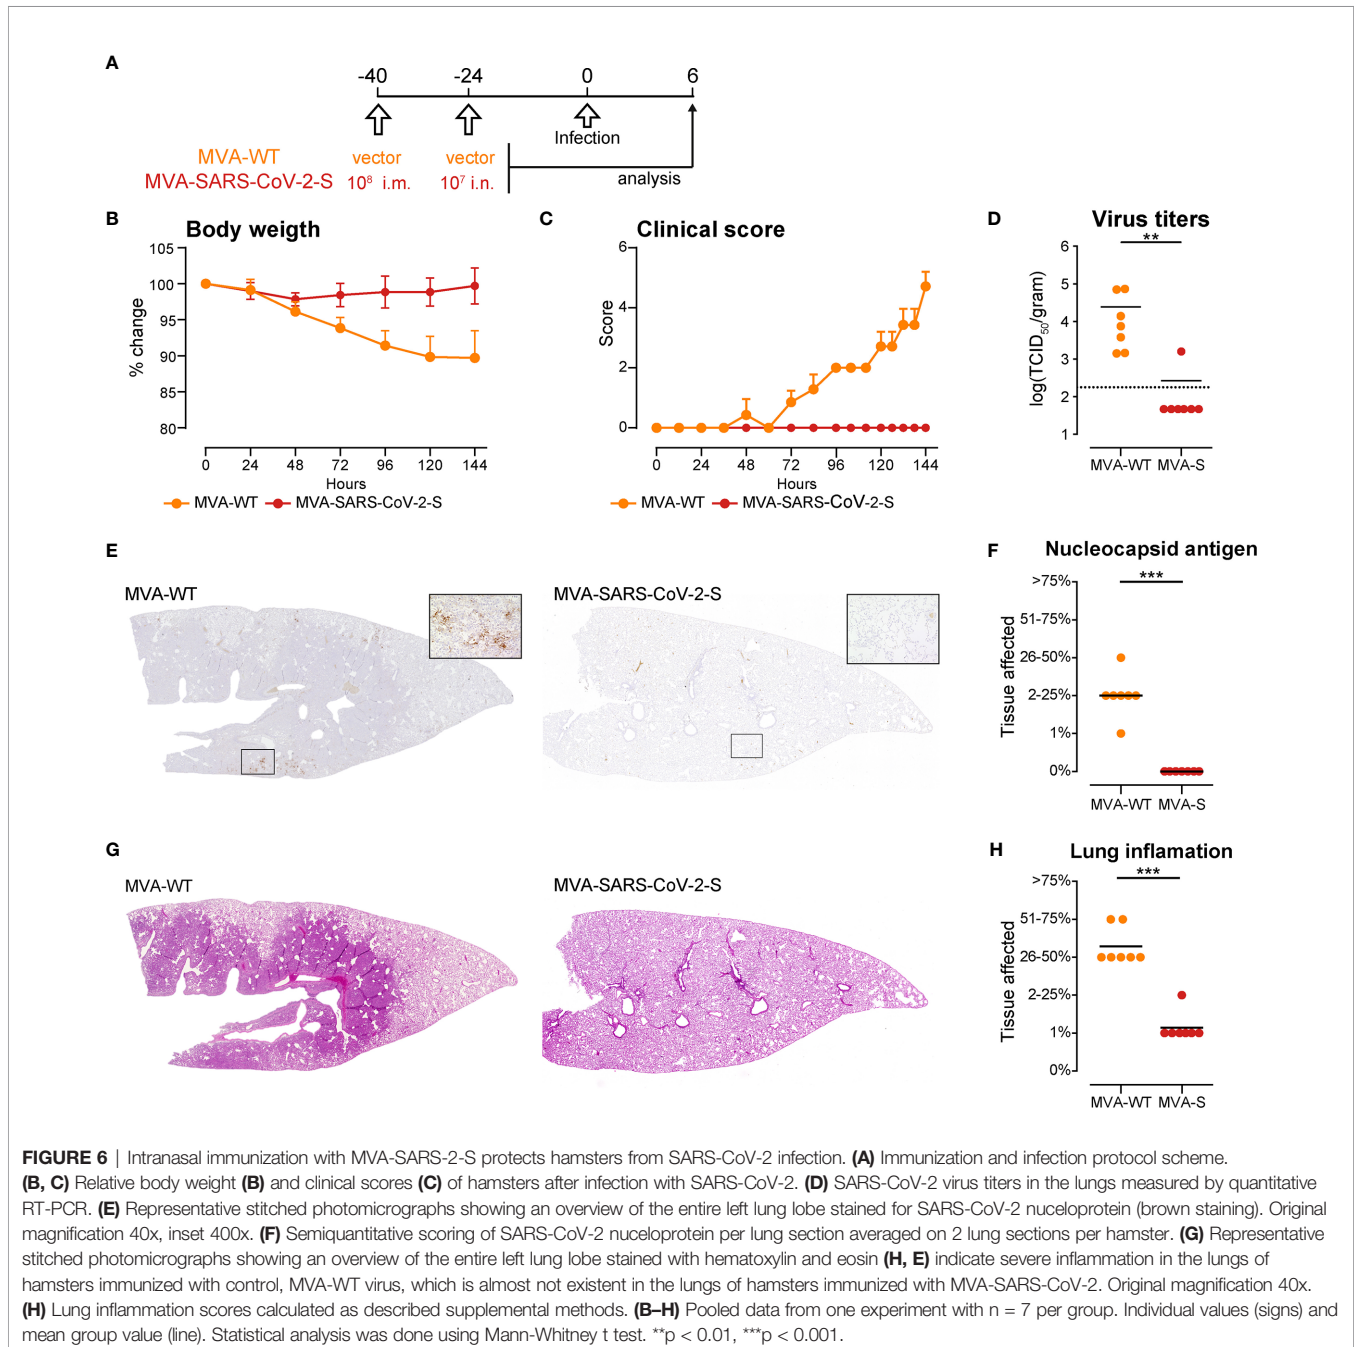 A
-40 -24 0 6
Infection
MVA-WT vector vector
MVA-SARS-CoV-2-S 10⁸ i.m. 10⁷ i.n.
analysis
B
Body weigth
105
100
95
90
85
80
% change
0 24 48 72 96 120 144
Hours
MVA-WT MVA-SARS-CoV-2-S
C
Clinical score
6
4
2
0
Score
0 24 48 72 96 120 144
Hours
MVA-WT MVA-SARS-CoV-2-S
D
Virus titers
**
6
5
4
3
2
1
log(TCID₅₀/gram)
MVA-WT MVA-S
E
MVA-WT
MVA-SARS-CoV-2-S
F
Nucleocapsid antigen
***
>75%
51-75%
26-50%
2-25%
1%
0%
Tissue affected
MVA-WT MVA-S
G
MVA-WT
MVA-SARS-CoV-2-S
H
Lung inflamation
***
>75%
51-75%
26-50%
2-25%
1%
0%
Tissue affected
MVA-WT MVA-S
FIGURE 6 | Intranasal immunization with MVA-SARS-2-S protects hamsters from SARS-CoV-2 infection. (A) Immunization and infection protocol scheme.
(B, C) Relative body weight (B) and clinical scores (C) of hamsters after infection with SARS-CoV-2. (D) SARS-CoV-2 virus titers in the lungs measured by quantitative
RT-PCR. (E) Representative stitched photomicrographs showing an overview of the entire left lung lobe stained for SARS-CoV-2 nuceloprotein (brown staining). Original
magnification 40x, inset 400x. (F) Semiquantitative scoring of SARS-CoV-2 nuceloprotein per lung section averaged on 2 lung sections per hamster. (G) Representative
stitched photomicrographs showing an overview of the entire left lung lobe stained with hematoxylin and eosin (H, E) indicate severe inflammation in the lungs of
hamsters immunized with control, MVA-WT virus, which is almost not existent in the lungs of hamsters immunized with MVA-SARS-CoV-2. Original magnification 40x.
(H) Lung inflammation scores calculated as described supplemental methods. (B–H) Pooled data from one experiment with n = 7 per group. Individual values (signs) and
mean group value (line). Statistical analysis was done using Mann-Whitney t test. **p < 0.01, ***p < 0.001.